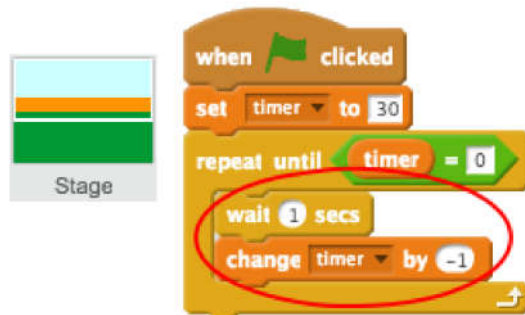 when clicked
set timer to 30
repeat until timer = 0
wait 1 secs
change timer by -1
Stage